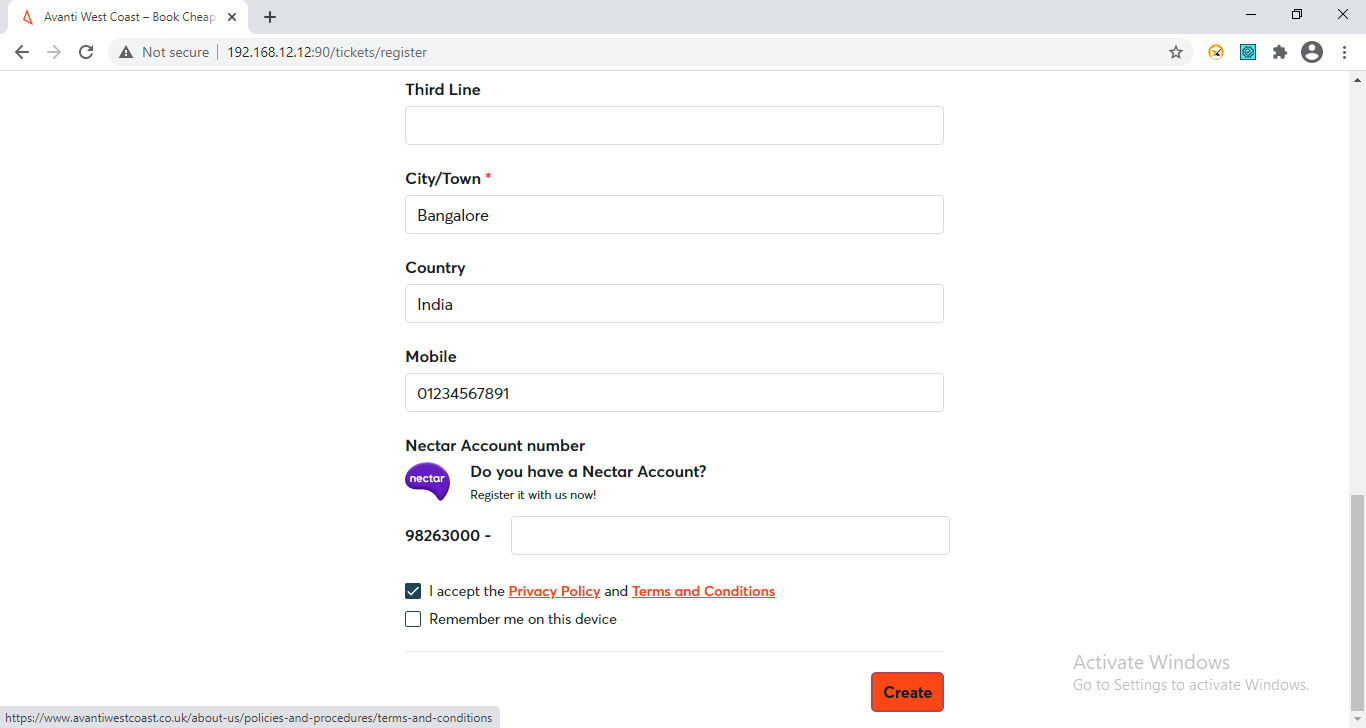 Avanti West Coast – Book Cheap
Not secure
192.168.12.12:90/tickets/register
Third Line
City/Town *
Bangalore
Country
India
Mobile
01234567891
Nectar Account number
nectar
Do you have a Nectar Account?
Register it with us now!
98263000 -
I accept the Privacy Policy and Terms and Conditions
Remember me on this device
Create
Activate Windows
Go to Settings to activate Windows.
https://www.avantiwestcoast.co.uk/about-us/policies-and-procedures/terms-and-conditions